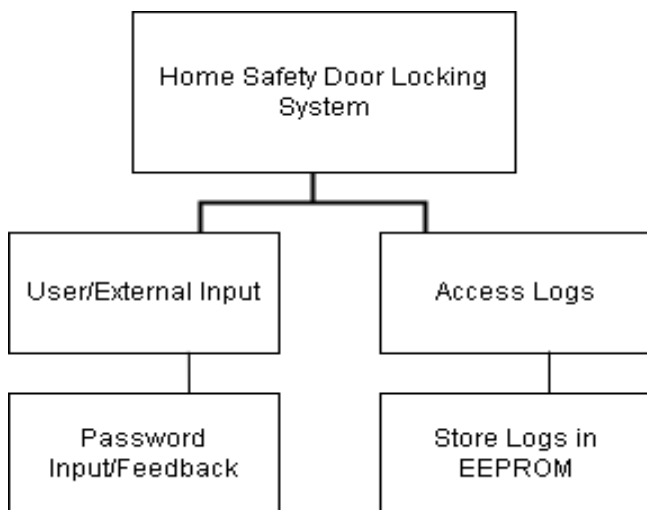 Home Safety Door Locking
System
User/External Input
Access Logs
Password
Input/Feedback
Store Logs in
EEPROM